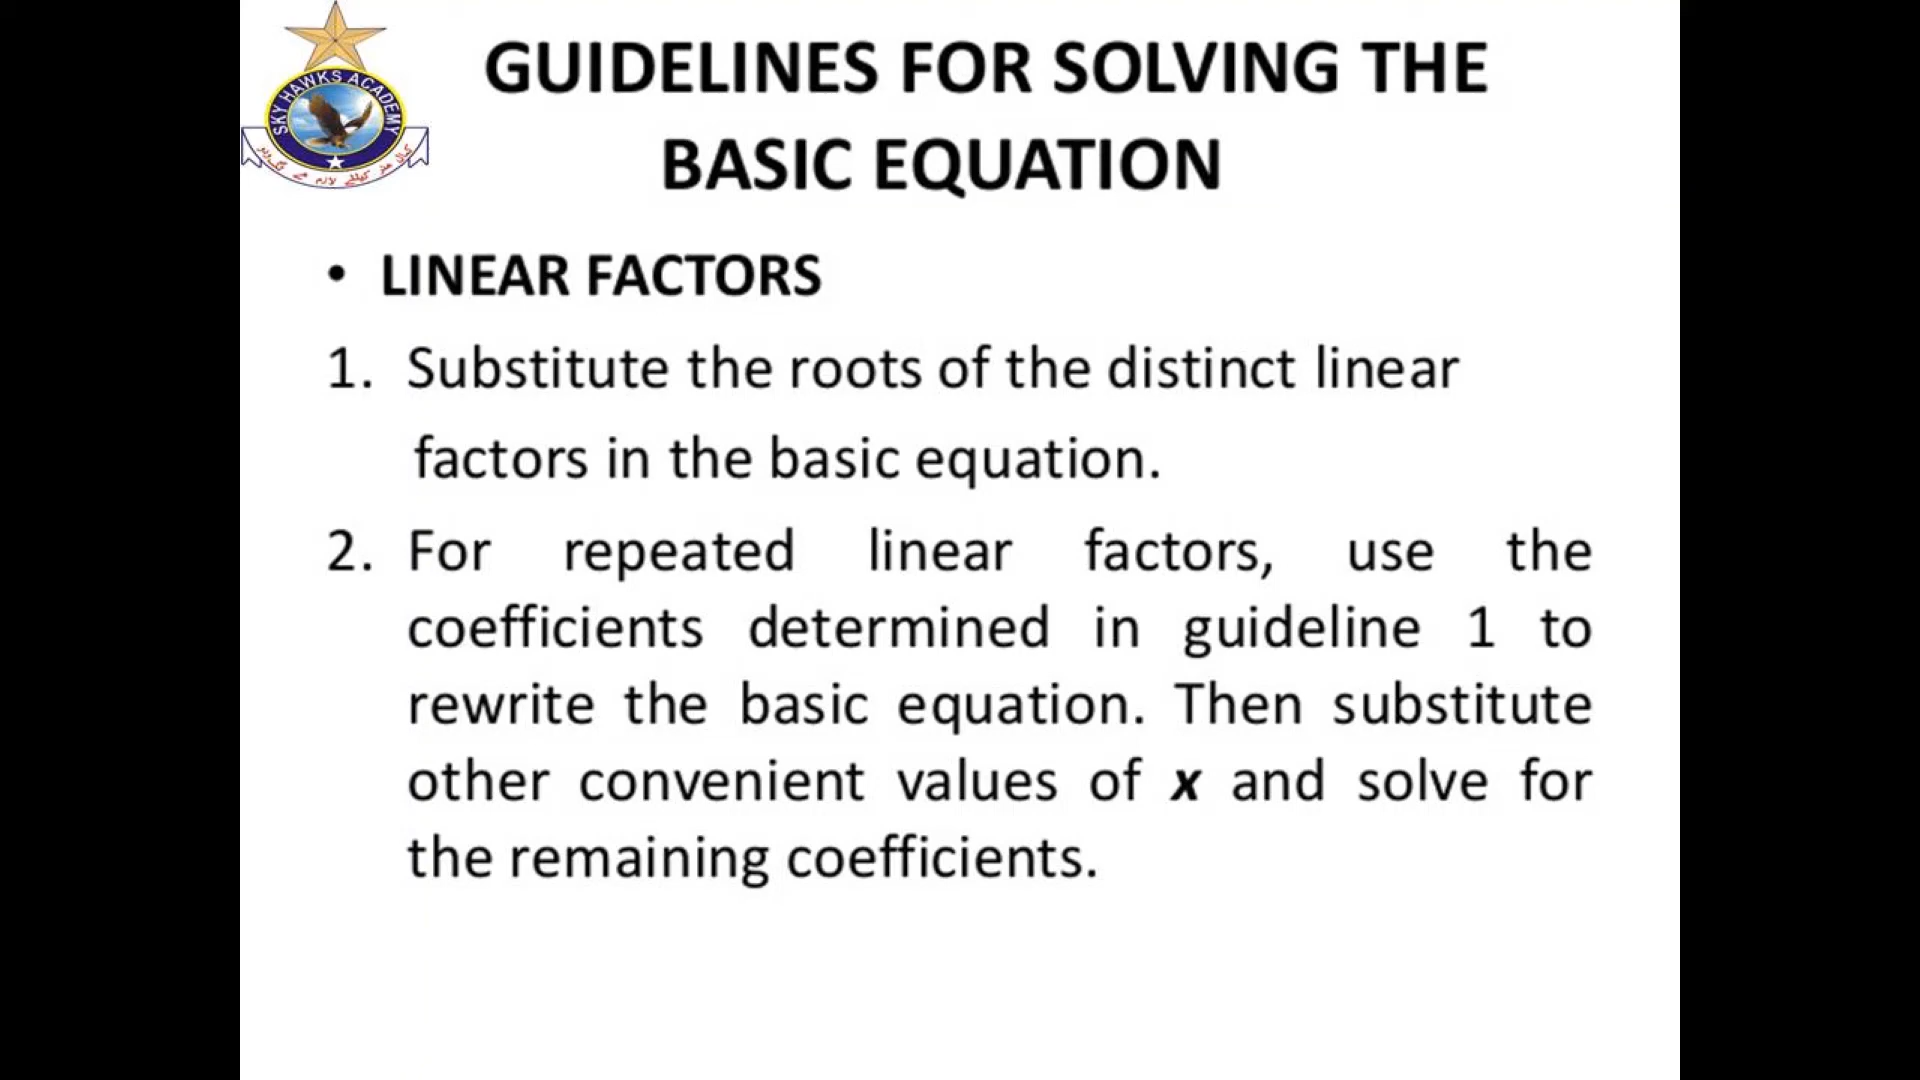 SKY HAWKS ACADEMY
GUIDELINES FOR SOLVING THE
BASIC EQUATION
• LINEAR FACTORS
1. Substitute the roots of the distinct linear
factors in the basic equation.
2. For repeated linear factors, use the
coefficients determined in guideline 1 to
rewrite the basic equation. Then substitute
other convenient values of x and solve for
the remaining coefficients.